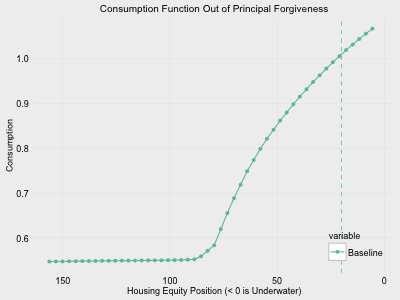 Consumption Function Out of Principal Forgiveness
Consumption
1.0
0.9
0.8
0.7
0.6
variable
Baseline
150
100
50
0
Housing Equity Position (< 0 is Underwater)